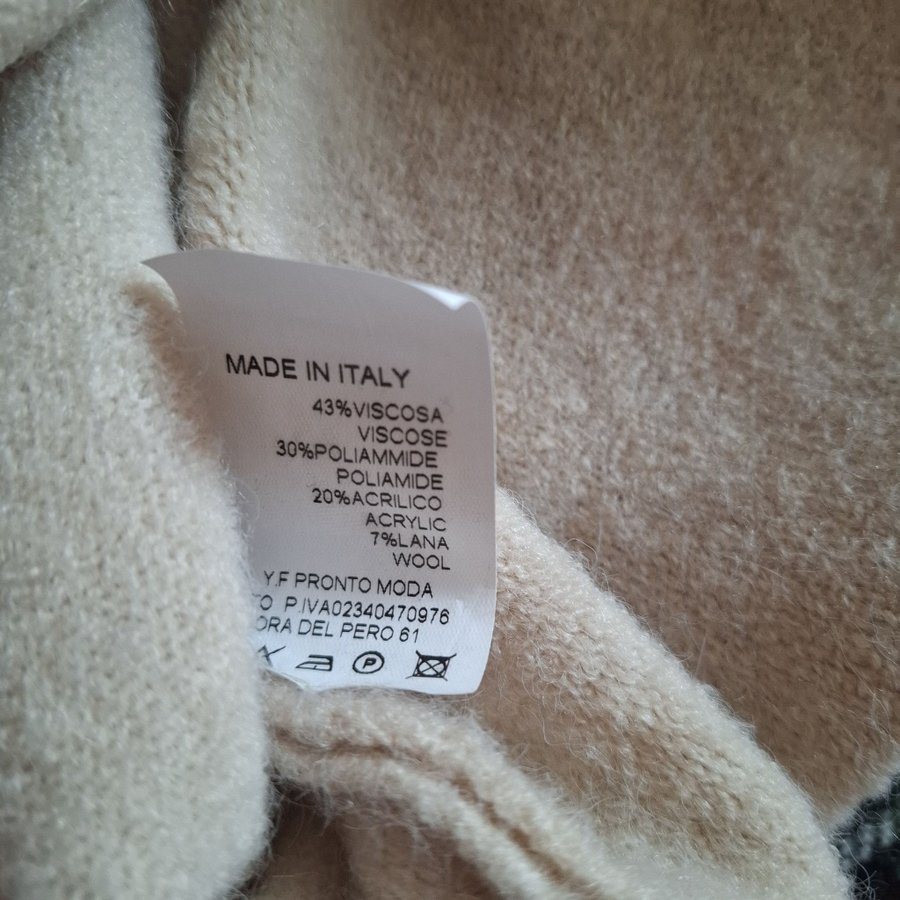 MADE IN ITALY
43%VISCOSA
VISCOSE
30%POLIAMMIDE
POLIAMIDE
20%ACRILICO
ACRYLIC
7%LANA
WOOL
Y.F PRONTO MODA
P.IVA02340470976
DEL PERO 61
P